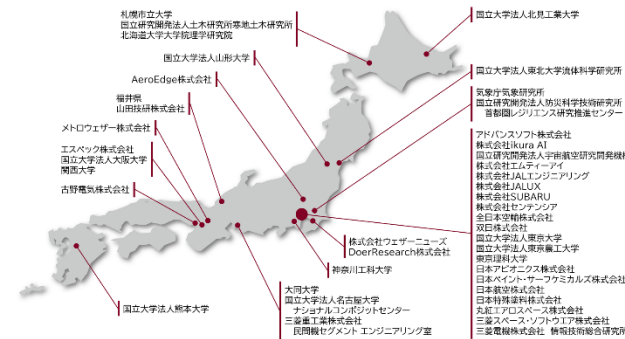 札幌市立大学
国立研究開発法人土木研究所寒地土木研究所
北海道大学大学院理学研究院
国立大学法人北見工業大学
国立大学法人山形大学
国立大学法人東北大学流体科学研究所
AeroEdge株式会社
気象庁気象研究所
国立研究開発法人防災科学技術研究所
首都圏レジリエンス研究推進センター
福井県
山田技研株式会社
メトロウェザー株式会社
エスペック株式会社
国立大学法人大阪大学
関西大学
古野電気株式会社
アドバンスソフト株式会社
株式会社ikura AI
国立研究開発法人宇宙航空研究開発機構
株式会社エムティーアイ
株式会社JALエンジニアリング
株式会社JALUX
株式会社SUBARU
株式会社センテンシア
全日本空輸株式会社
双日株式会社
国立大学法人東京大学
国立大学法人東京農工大学
東京理科大学
日本アビオニクス株式会社
日本ペイント・サーフケミカルズ株式会社
日本航空株式会社
日本特殊塗料株式会社
丸紅エアロスペース株式会社
三菱スペース・ソフトウエア株式会社
三菱電機株式会社 情報技術総合研究所
株式会社ウェザーニューズ
DoerResearch株式会社
神奈川工科大学
大同大学
国立大学法人名古屋大学
ナショナルコンポジットセンター
三菱重工業株式会社
民間機セグメント エンジニアリング室
国立大学法人熊本大学